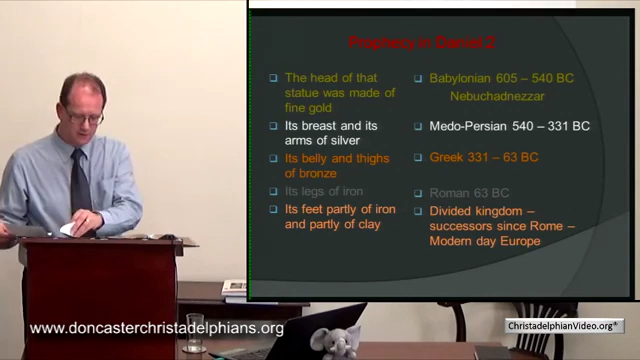 Prophecy in Daniel 2
The head of that
statue was made of
fine gold
Babylonian 605 – 540 BC
Nebuchadnezzar
Its breast and its
arms of silver
Medo-Persian 540 – 331 BC
Its belly and thighs
of bronze
Greek 331 – 63 BC
Its legs of iron
Roman 63 BC
Its feet partly of iron
and partly of clay
Divided kingdom –
successors since Rome –
Modern day Europe
www.doncasterchristadelphians.org
ChristadelphianVideo.org